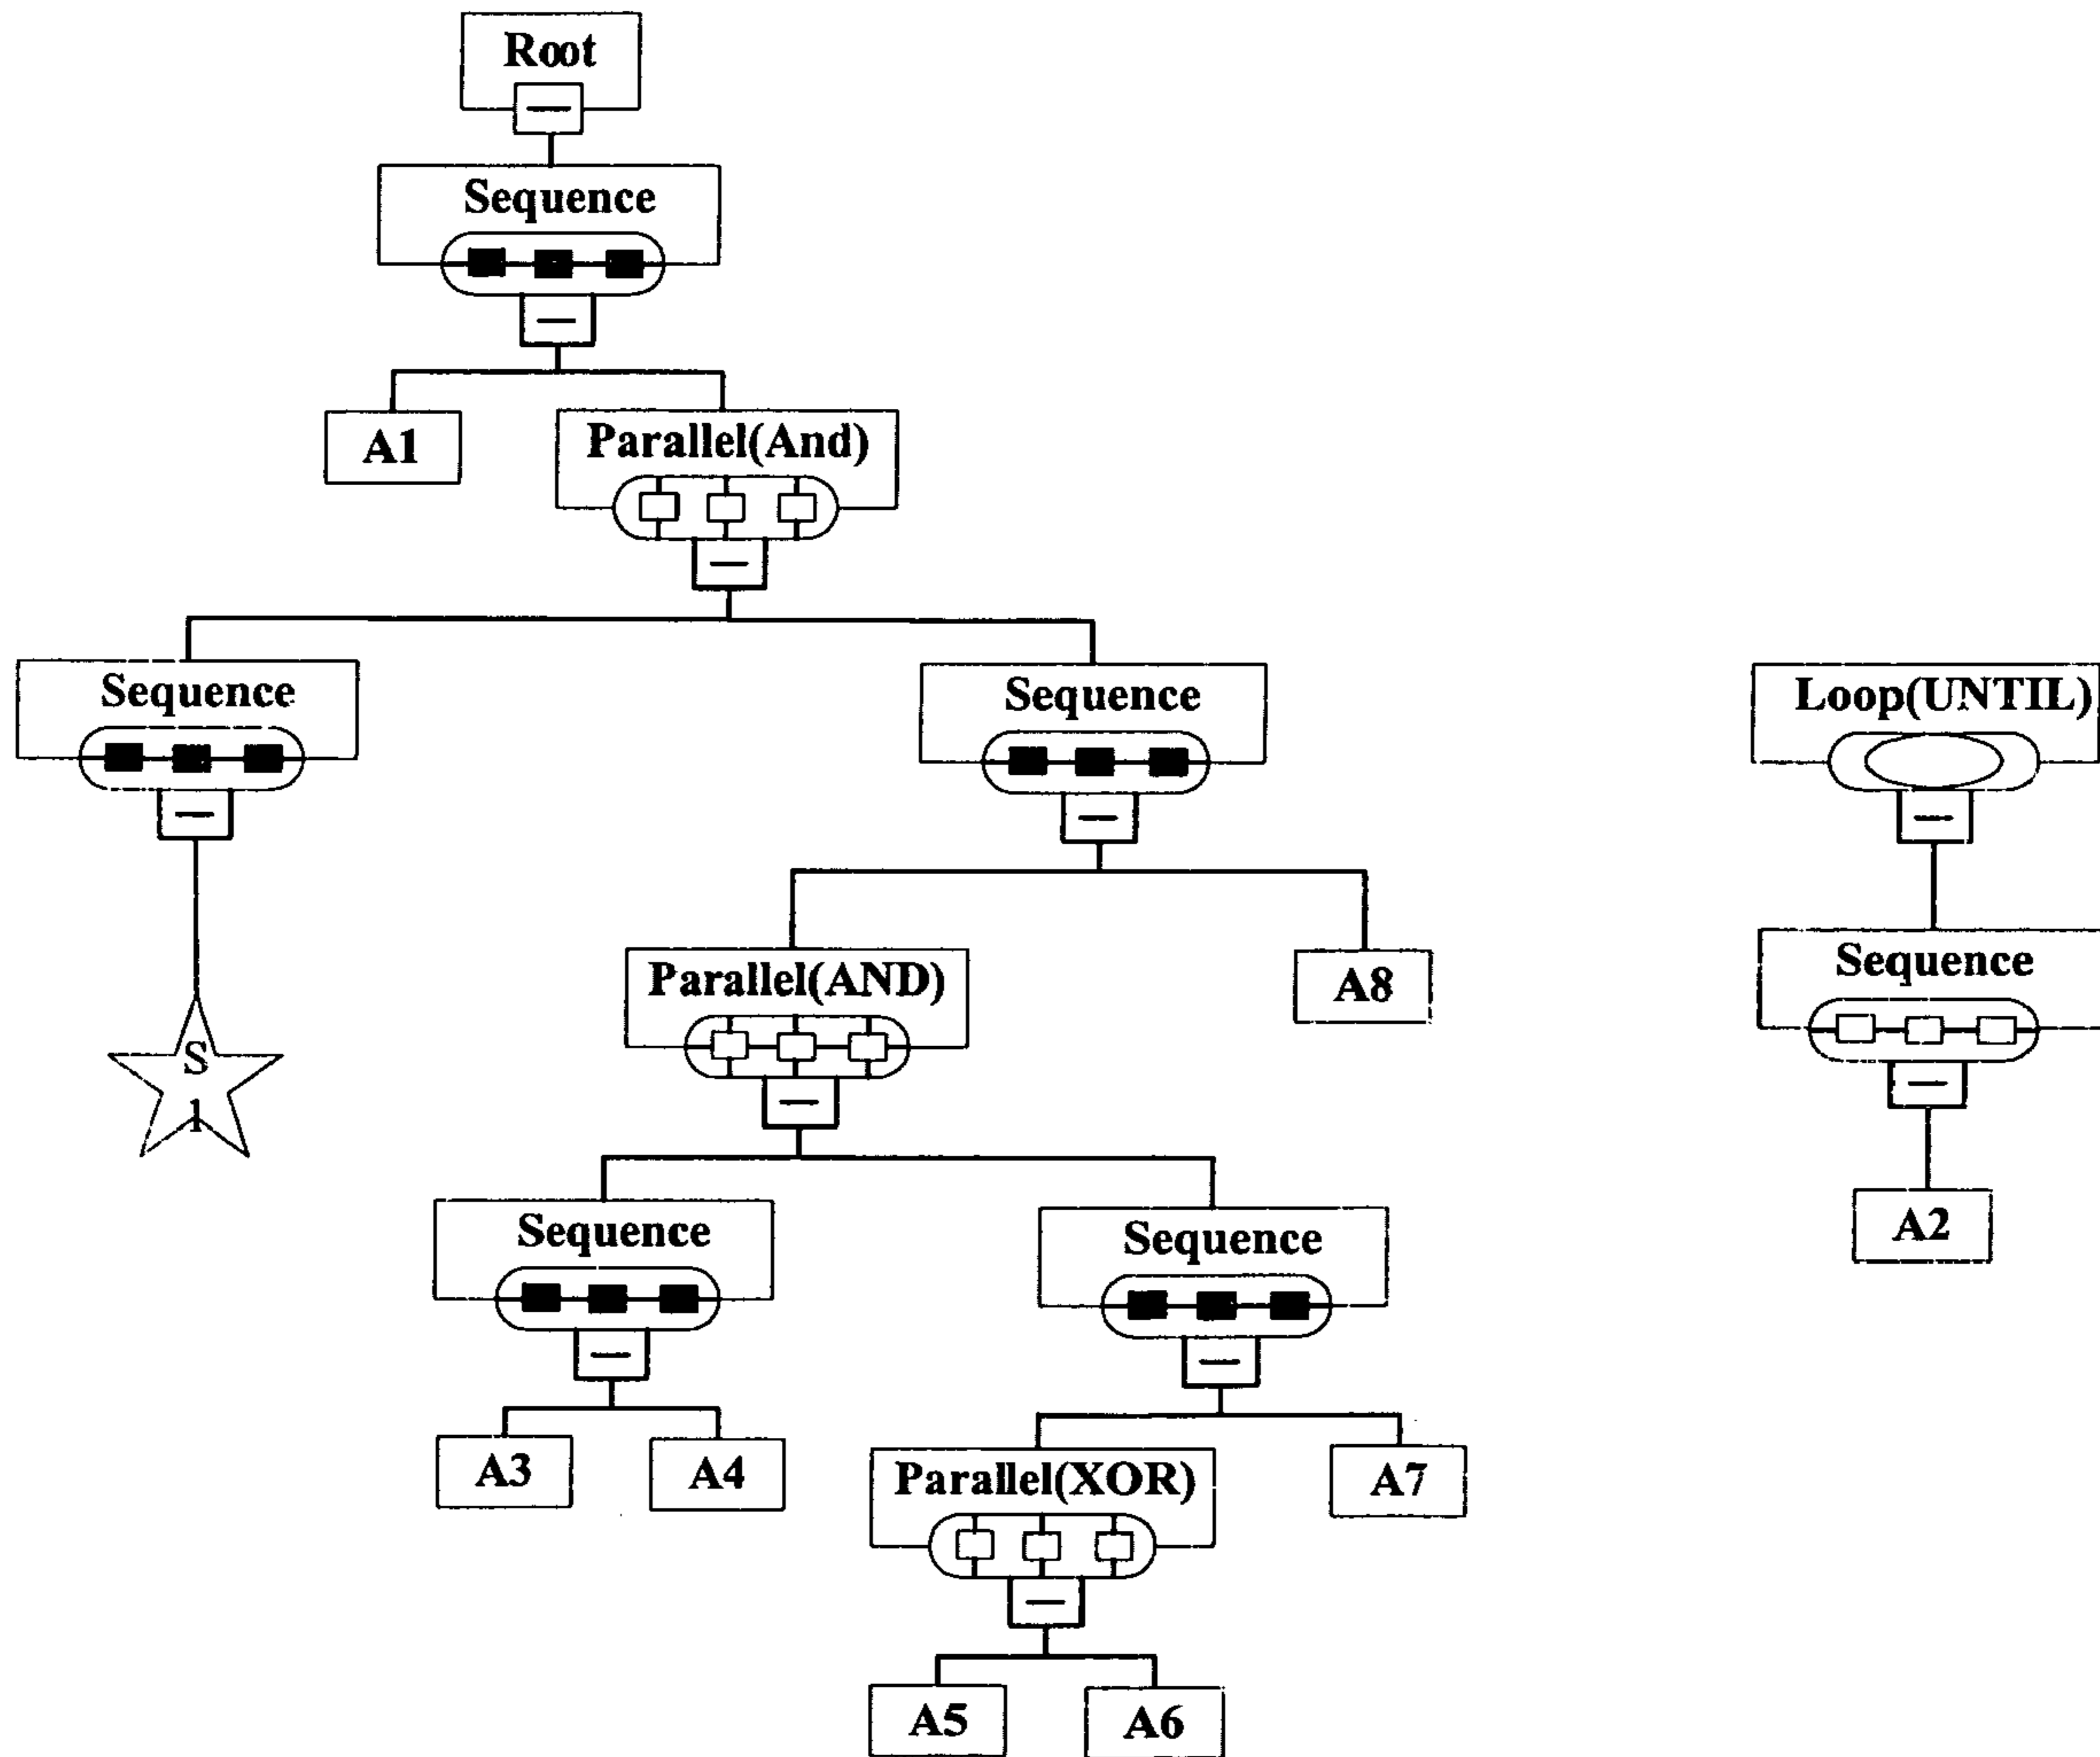 Root
Sequence
A1
Parallel(And)
Sequence
Sequence
Loop(UNTIL)
Parallel(AND)
A8
Sequence
S
1
Sequence
Sequence
A2
A3
A4
Parallel(XOR)
A7
A5
A6